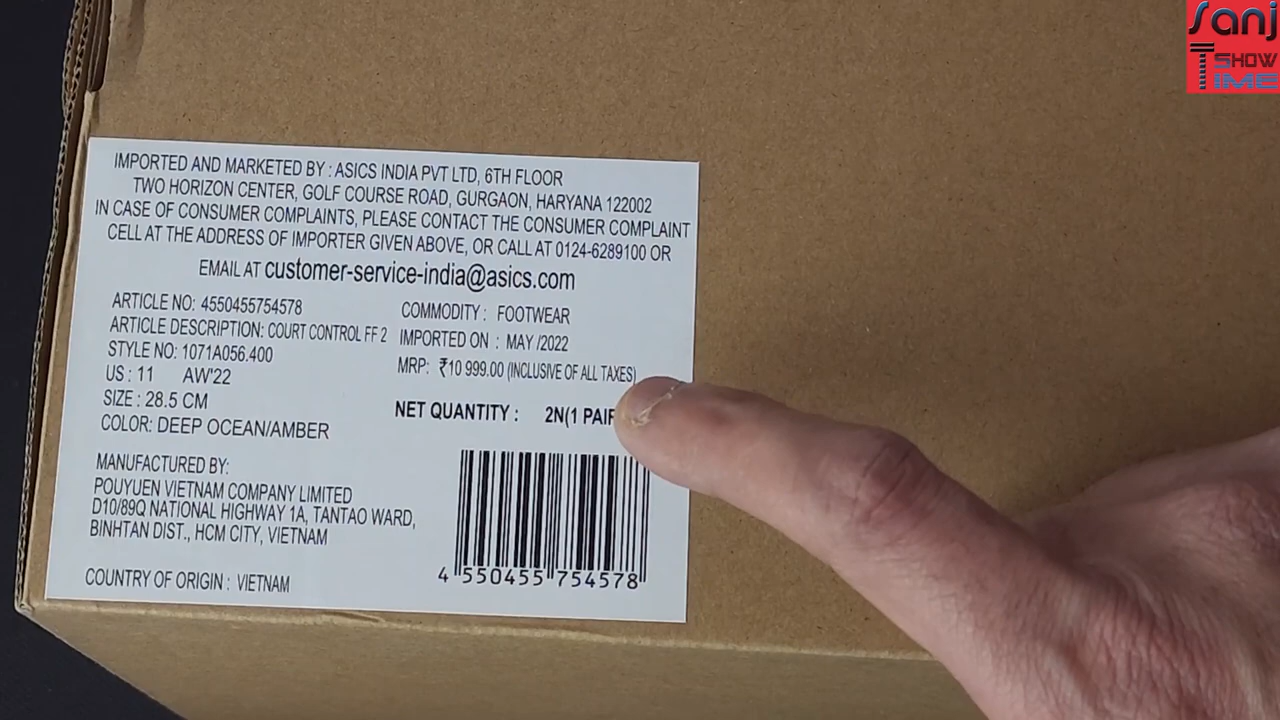 Sanj
SHOW
TIME
IMPORTED AND MARKETED BY : ASICS INDIA PVT LTD, 6TH FLOOR
TWO HORIZON CENTER, GOLF COURSE ROAD, GURGAON, HARYANA 122002
IN CASE OF CONSUMER COMPLAINTS, PLEASE CONTACT THE CONSUMER COMPLAINT
CELL AT THE ADDRESS OF IMPORTER GIVEN ABOVE, OR CALL AT 0124-6289100 OR
EMAIL AT customer-service-india@asics.com
ARTICLE NO: 4550455754578
ARTICLE DESCRIPTION: COURT CONTROL FF 2
STYLE NO: 1071A056.400
US : 11 AW'22
SIZE : 28.5 CM
COLOR: DEEP OCEAN/AMBER
COMMODITY : FOOTWEAR
IMPORTED ON : MAY /2022
MRP: ₹10 999.00 (INCLUSIVE OF ALL TAXES)
NET QUANTITY : 2N(1 PAIR
MANUFACTURED BY:
POUYUEN VIETNAM COMPANY LIMITED
D10/89Q NATIONAL HIGHWAY 1A, TANTAO WARD,
BINHTAN DIST., HCM CITY, VIETNAM
COUNTRY OF ORIGIN : VIETNAM
4 550455 754578